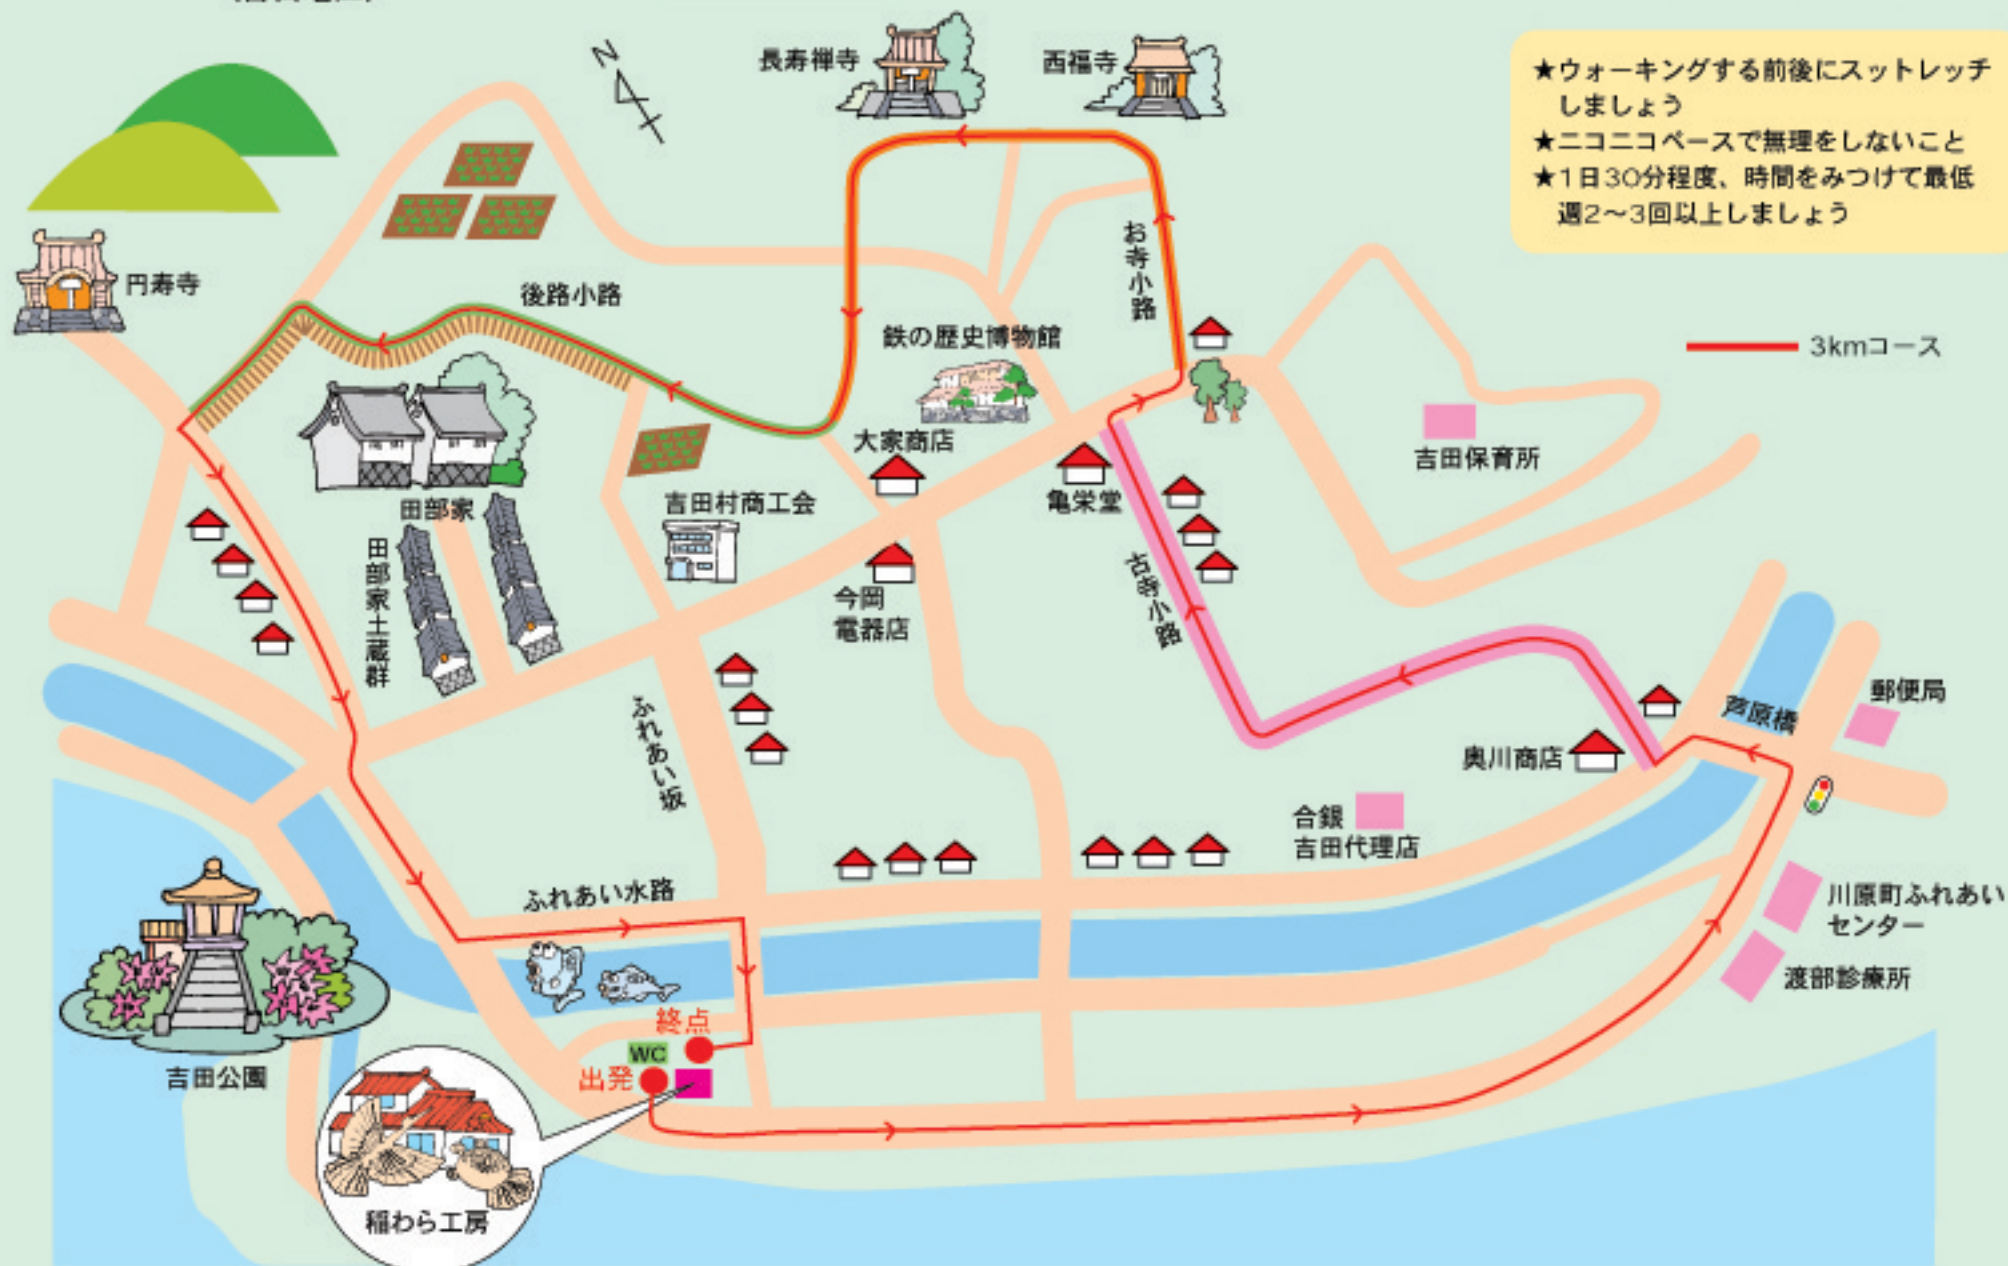 N
長寿禅寺
西福寺
★ウォーキングする前後にスットレッチ
しましょう
★ニコニコペースで無理をしないこと
★1日30分程度、時間をみつけて最低
週2～3回以上しましょう
円寿寺
後路小路
お寺小路
鉄の歴史博物館
3kmコース
大家商店
亀栄堂
吉田保育所
田部家
吉田村商工会
田部家土蔵群
今岡
電器店
古寺小路
ふれあい坂
芦原橋
郵便局
奥川商店
合銀
吉田代理店
ふれあい水路
川原町ふれあい
センター
渡部診療所
終点
WC
出発
吉田公園
稲わら工房